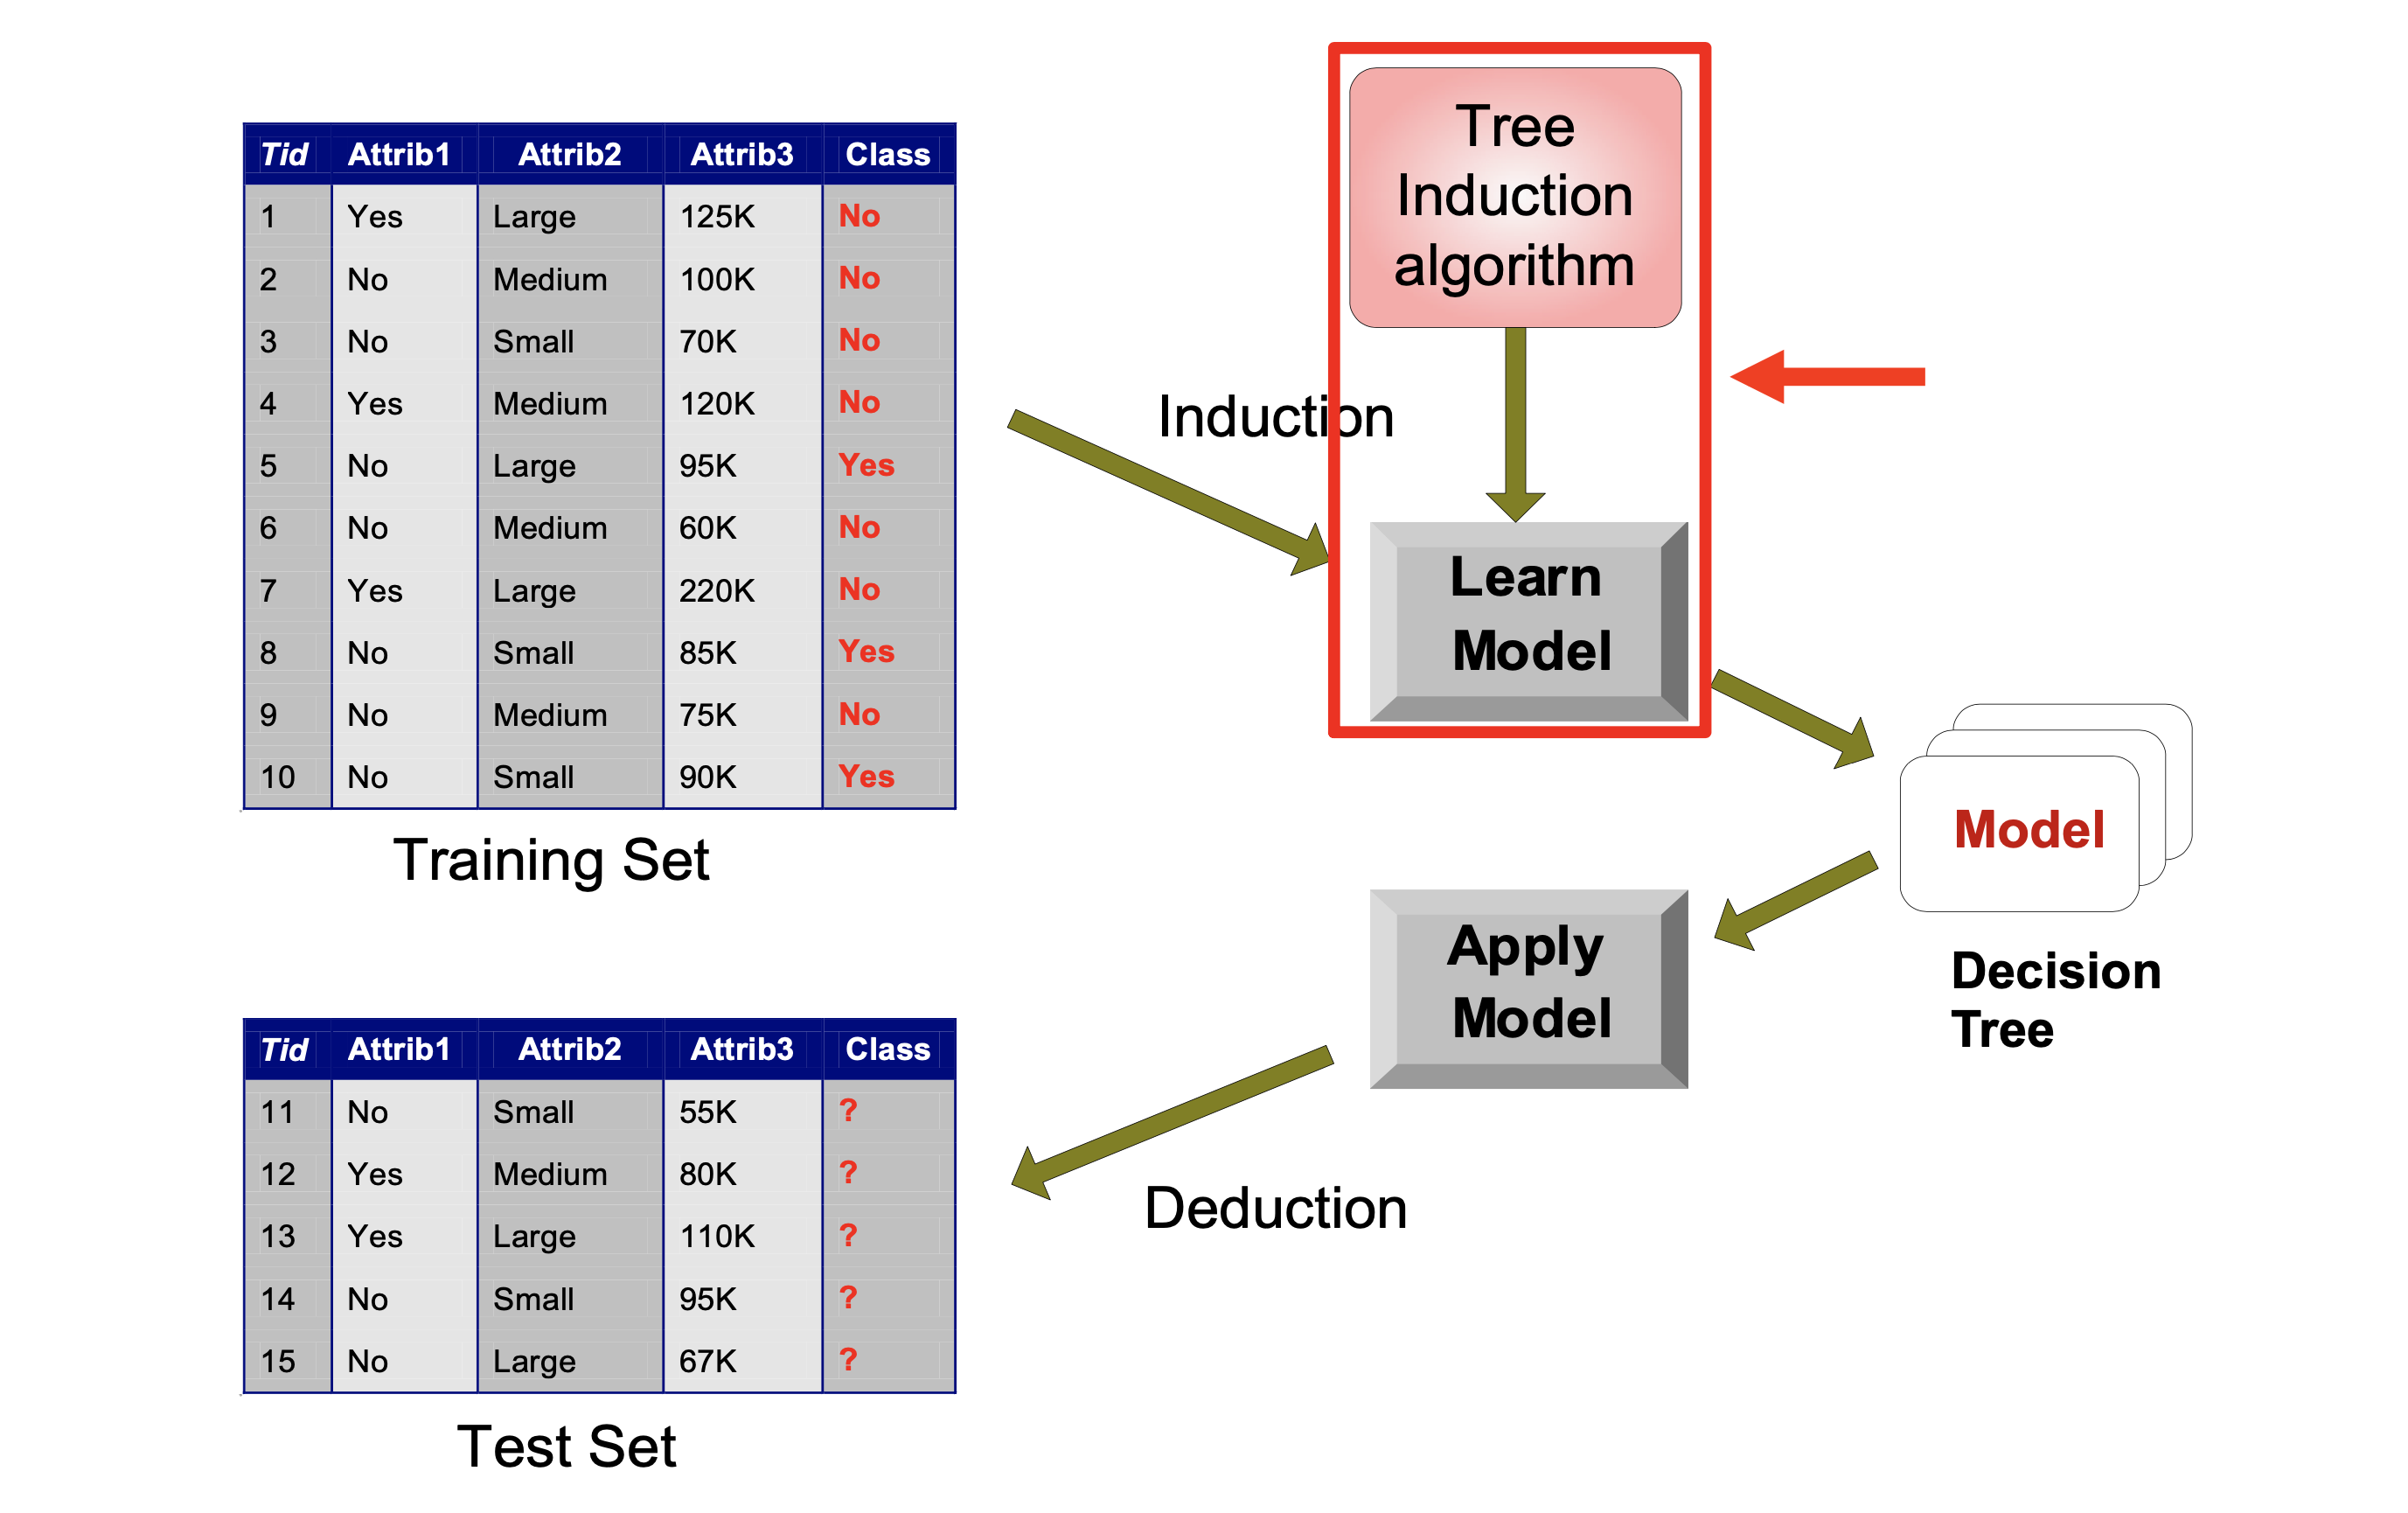 Tid Attrib1 Attrib2 Attrib3 Class
1 Yes Large 125K No
2 No Medium 100K No
3 No Small 70K No
4 Yes Medium 120K No
5 No Large 95K Yes
6 No Medium 60K No
7 Yes Large 220K No
8 No Small 85K Yes
9 No Medium 75K No
10 No Small 90K Yes
Training Set
Tree
Induction
algorithm
Induction
Learn
Model
Model
Decision
Tree
Apply
Model
Deduction
Tid Attrib1 Attrib2 Attrib3 Class
11 No Small 55K ?
12 Yes Medium 80K ?
13 Yes Large 110K ?
14 No Small 95K ?
15 No Large 67K ?
Test Set